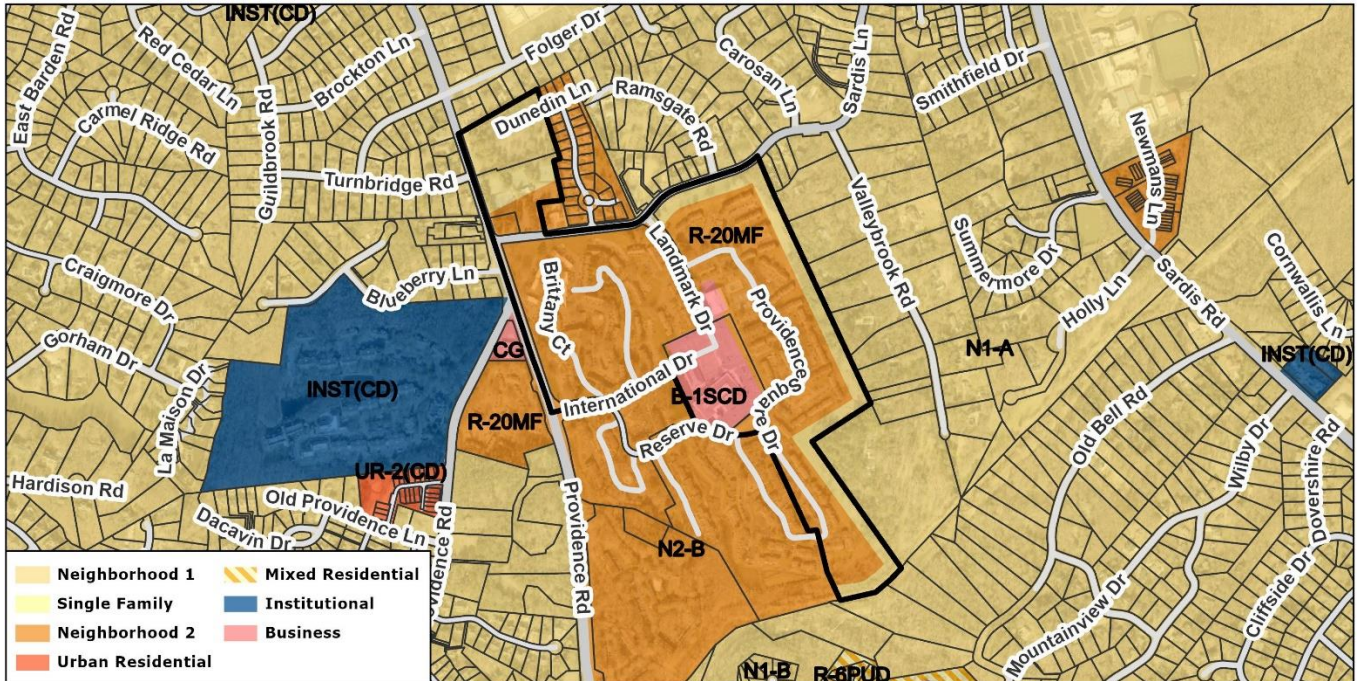 INST(CD)
East Barden Rd
Red Cedar Ln
Brockton Ln
Folger Dr
Carosan Ln
Sardis Ln
Smithfield Dr
Carmel Ridge Rd
Guildbrook Rd
Dunedin Ln
Ramsgate Rd
Newmans Ln
Turnbridge Rd
Valleybrook Rd
Summermore Dr
Cornwallis Ln
Craigmore Dr
Blueberry Ln
Brittany Ct
Landmark Dr
R-20MF
Providence Square Dr
Holly Ln
Sardis Rd
Gorham Dr
La Maison Dr
INST(CD)
CG
International Dr
B-1SCD
N1-A
INST(CD)
R-20MF
Reserve Dr
Old Bell Rd
Wilby Dr
Dovershire Rd
Hardison Rd
UR-2(CD)
Old Providence Ln
Dacavin Dr
Providence Rd
Providence Rd
N2-B
Mountainview Dr
Cliffside Dr
N1-B
R-6PUD
Neighborhood 1
Single Family
Neighborhood 2
Urban Residential
Mixed Residential
Institutional
Business